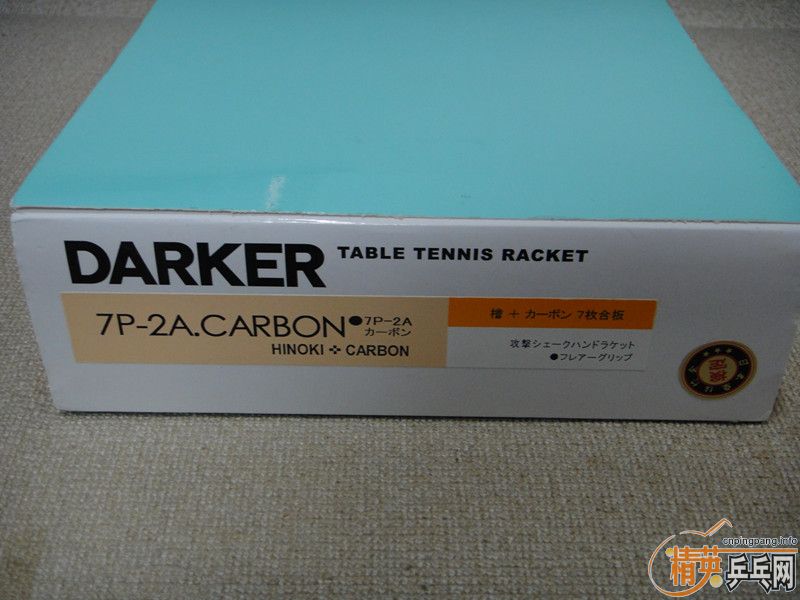 DARKER TABLE TENNIS RACKET
7P-2A.CARBON●7P-2A
カーボン
HINOKI ✣ CARBON
檜 + カーボン 7枚合板
攻撃シェークハンドラケット
●フレアーグリップ
cnpingpang.info
精英乒乓网